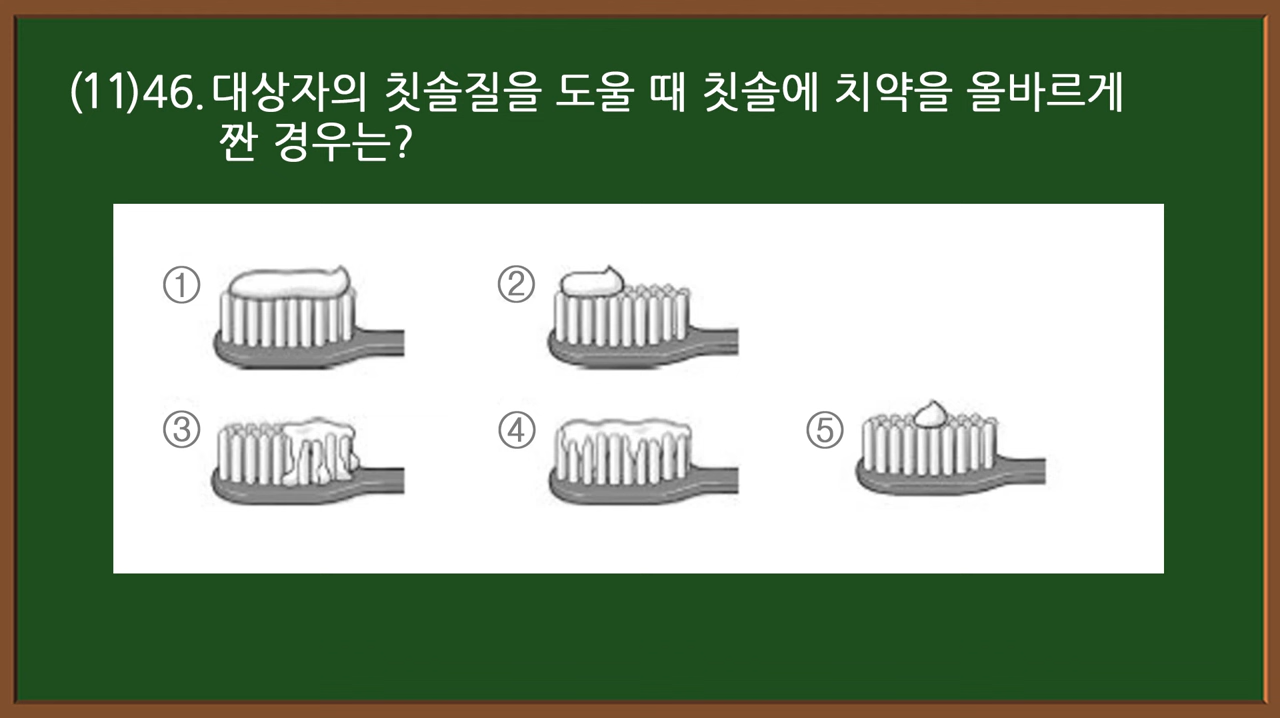 (11)46. 대상자의 칫솔질을 도울 때 칫솔에 치약을 올바르게
짠 경우는?
① ②
③ ④ ⑤